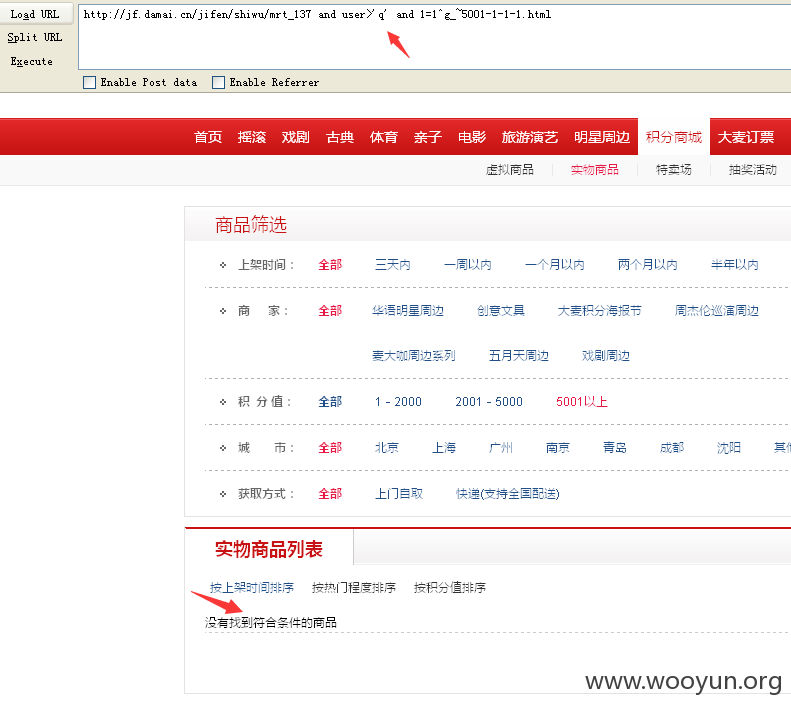 Load URL
http://jf.damai.cn/jifen/shiwu/mrt_137 and user>'q' and 1=1^g_~5001-1-1-1.html
Split URL
Execute
Enable Post data Enable Referrer
首页 摇滚 戏剧 古典 体育 亲子 电影 旅游演艺 明星周边 积分商城 大麦订票
虚拟商品 实物商品 特卖场 抽奖活动
商品筛选
上架时间： 全部 三天内 一周以内 一个月以内 两个月以内 半年以内
商 家： 全部 华语明星周边 创意文具 大麦积分海报节 周杰伦巡演周边
麦大咖周边系列 五月天周边 戏剧周边
积 分 值： 全部 1 - 2000 2001 - 5000 5001以上
城 市： 全部 北京 上海 广州 南京 青岛 成都 沈阳 其他
获取方式： 全部 上门自取 快递(支持全国配送)
实物商品列表
按上架时间排序 按热门程度排序 按积分值排序
没有找到符合条件的商品
www.wooyun.org